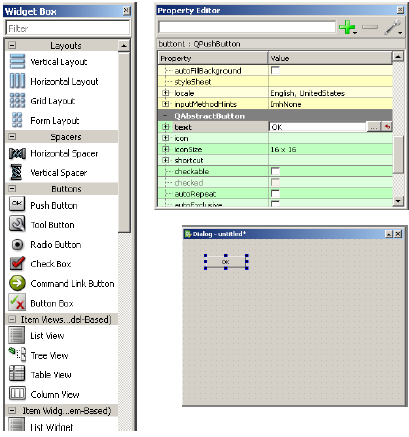 Widget Box
Filter
Layouts
Vertical Layout
Horizontal Layout
Grid Layout
Form Layout
Spacers
Horizontal Spacer
Vertical Spacer
Buttons
Push Button
Tool Button
Radio Button
Check Box
Command Link Button
Button Box
Item Views...del-Based)
List View
Tree View
Table View
Column View
Item Widg...em-Based)
List Widget
Property Editor
button1 : QPushButton
Property Value
autoFillBackground
styleSheet
locale English, UnitedStates
inputMethodHints ImhNone
QAbstractButton
text OK
icon
iconSize 16 x 16
shortcut
checkable
checked
autoRepeat
autoExclusive
Dialog - untitled*
OK